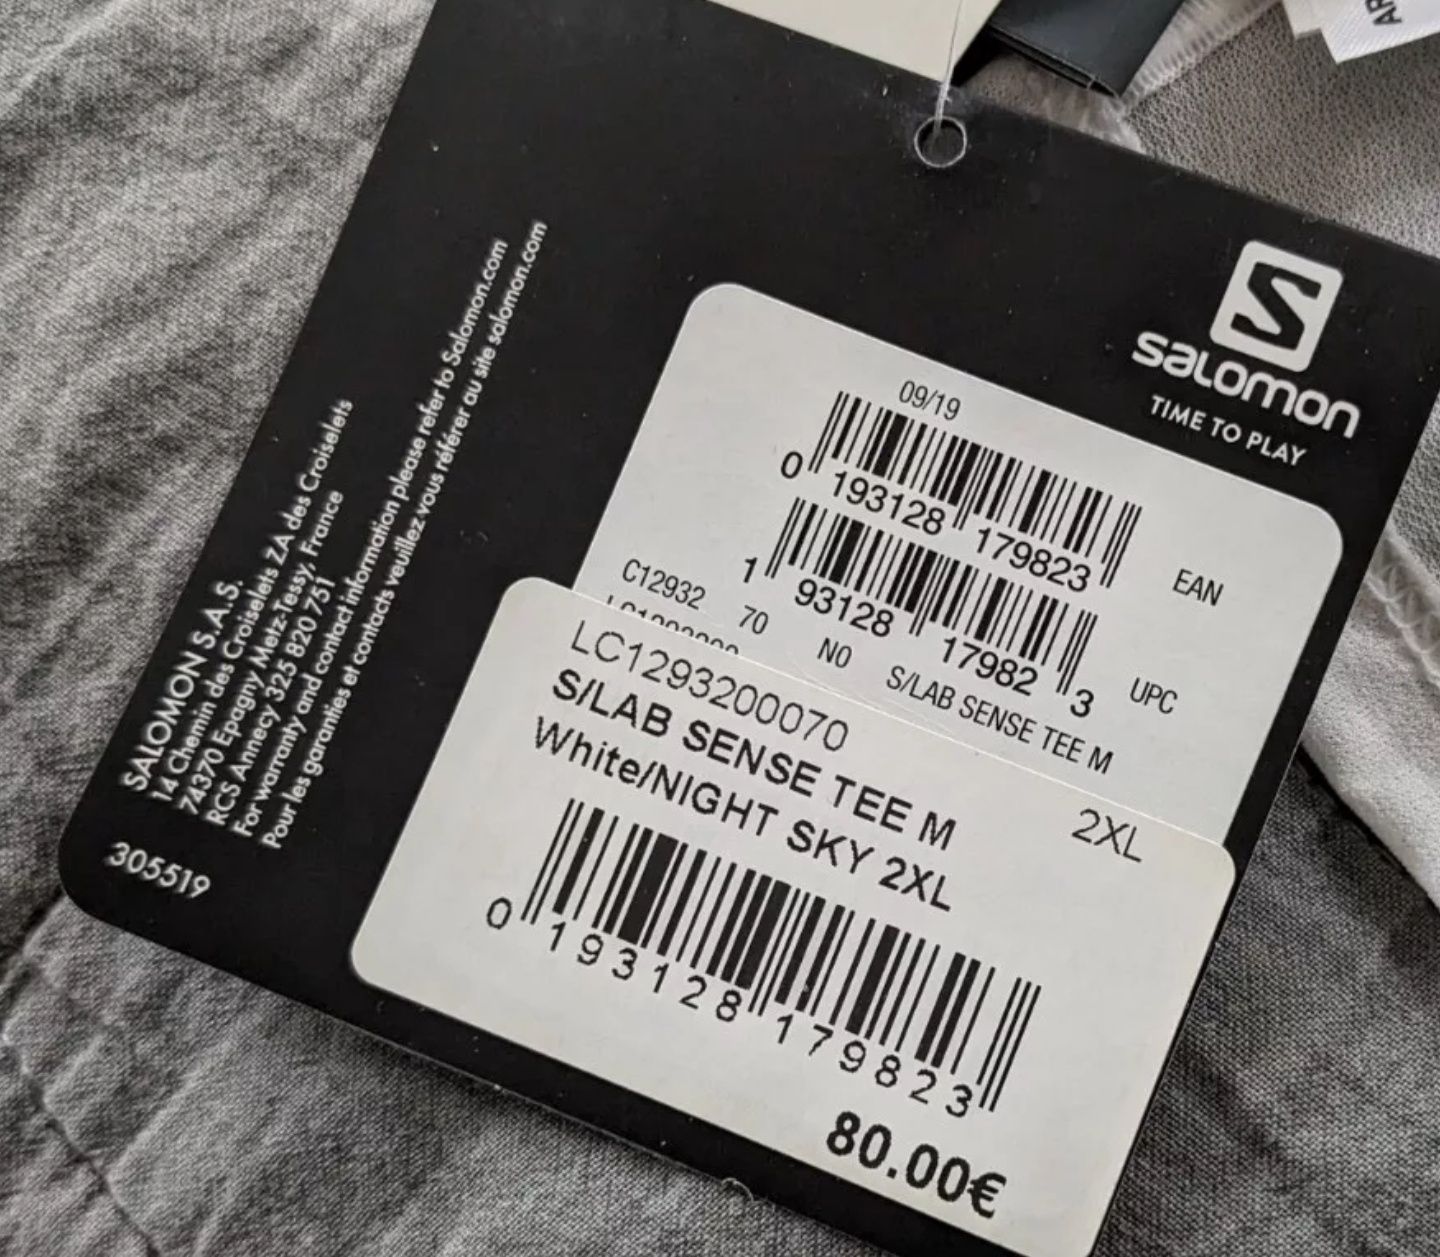 AR
salomon
TIME TO PLAY
09/19
0 193128 179823
EAN
1 93128 17982 3
UPC
C12932 70 NO S/LAB SENSE TEE M
2XL
LC1293200070
S/LAB SENSE TEE M
White/NIGHT SKY 2XL
0 193128 179823
80.00€
SALOMON S.A.S.
14 Chemin des Croiselets ZA des Croiselets
74370 Epagny Metz-Tessy, France
RCS Annecy 325 820 751
For warranty and contact information please refer to Salomon.com
Pour les garanties et contacts veuillez vous référer au site salomon.com
305519